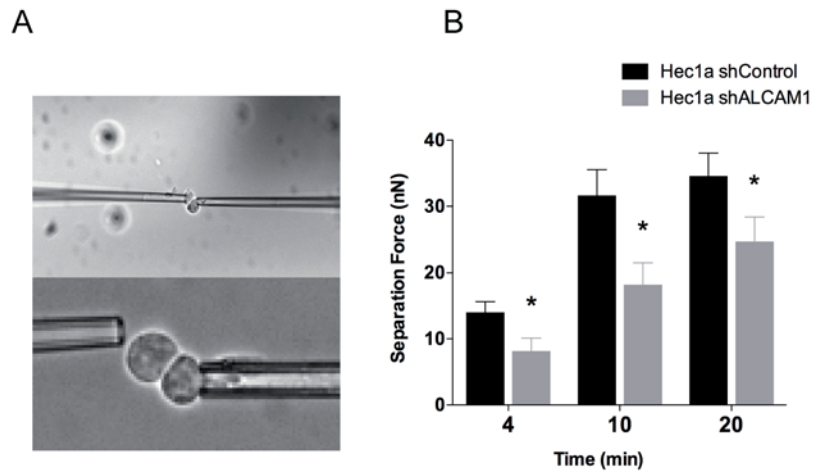 A
B
Hec1a shControl
Hec1a shALCAM1
Separation Force (nN)
40
30
20
10
0
*
*
*
4
10
20
Time (min)